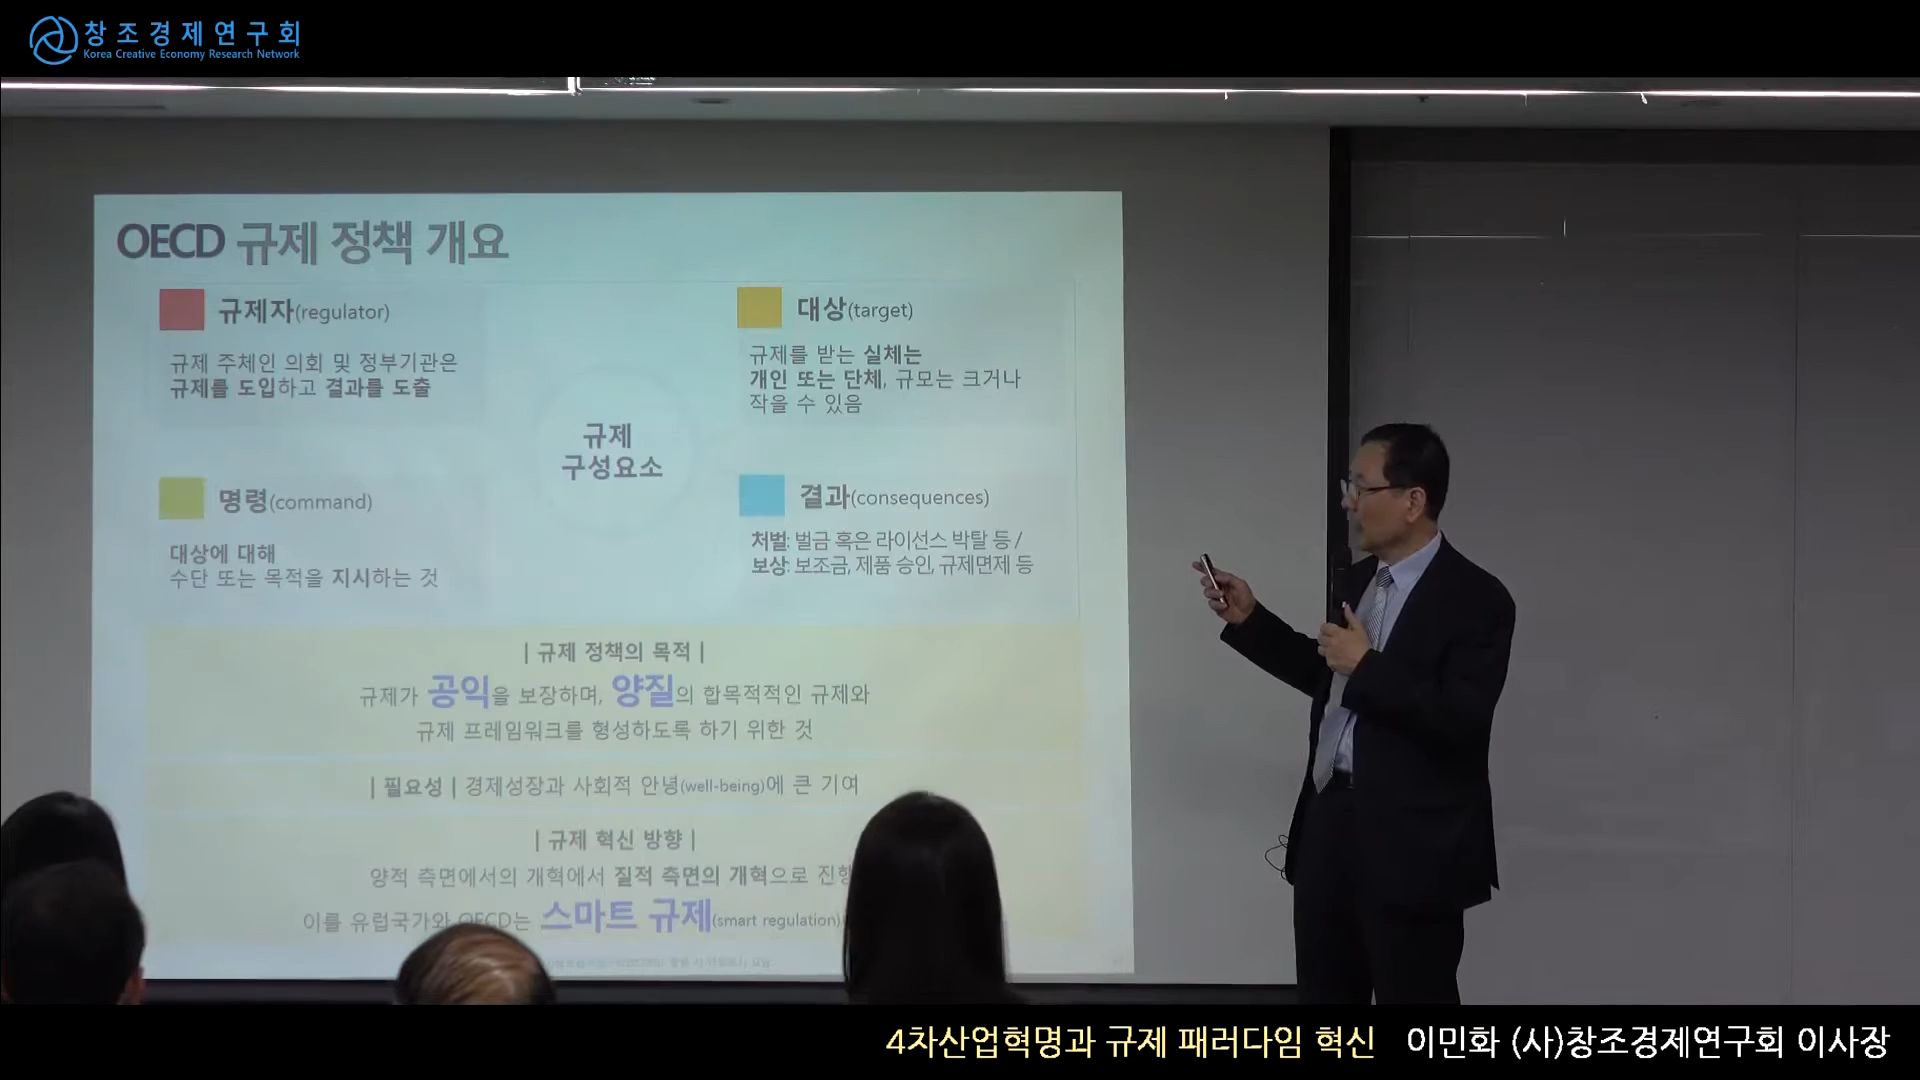 창조경제연구회
Korea Creative Economy Research Network
OECD 규제 정책 개요
규제자(regulator)
규제 주체인 의회 및 정부기관은
규제를 도입하고 결과를 도출
대상(target)
규제를 받는 실체는
개인 또는 단체, 규모는 크거나
작을 수 있음
규제
구성요소
명령(command)
대상에 대해
수단 또는 목적을 지시하는 것
결과(consequences)
처벌: 벌금 혹은 라이선스 박탈 등 /
보상: 보조금, 제품 승인, 규제면제 등
| 규제 정책의 목적 |
규제가 공익을 보장하며, 양질의 합목적적인 규제와
규제 프레임워크를 형성하도록 하기 위한 것
| 필요성 | 경제성장과 사회적 안녕(well-being)에 큰 기여
| 규제 혁신 방향 |
양적 측면에서의 개혁에서 질적 측면의 개혁으로
이를 유럽국가와 OECD는 스마트 규제(smart regulation)
4차산업혁명과 규제 패러다임 혁신 이민화 (사)창조경제연구회 이사장